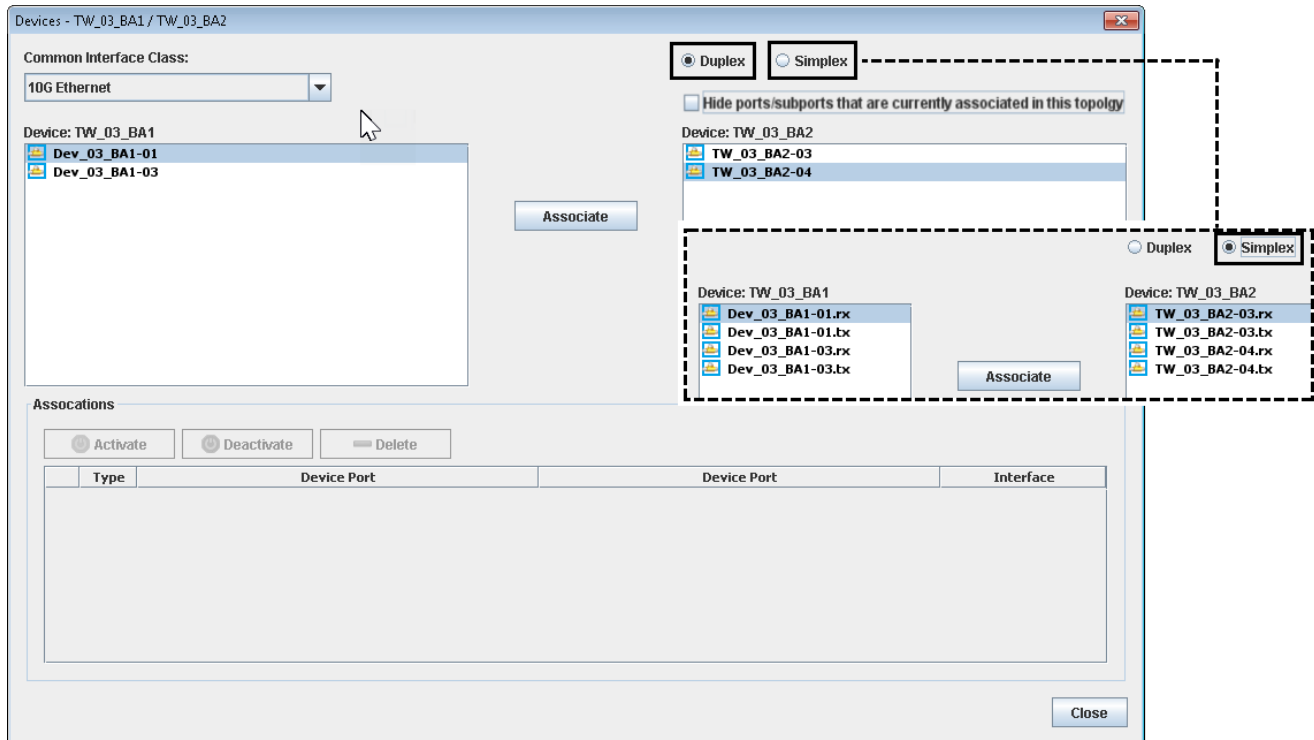 Devices - TW_03_BA1 / TW_03_BA2
Common Interface Class:
10G Ethernet
Duplex
Simplex
Hide ports/subports that are currently associated in this topolgy
Device: TW_03_BA1
Dev_03_BA1-01
Dev_03_BA1-03
Associate
Device: TW_03_BA2
TW_03_BA2-03
TW_03_BA2-04
Duplex
Simplex
Device: TW_03_BA1
Dev_03_BA1-01.rx
Dev_03_BA1-01.tx
Dev_03_BA1-03.rx
Dev_03_BA1-03.tx
Associate
Device: TW_03_BA2
TW_03_BA2-03.rx
TW_03_BA2-03.tx
TW_03_BA2-04.rx
TW_03_BA2-04.tx
Assocations
Activate
Deactivate
Delete
Type
Device Port
Device Port
Interface
Close